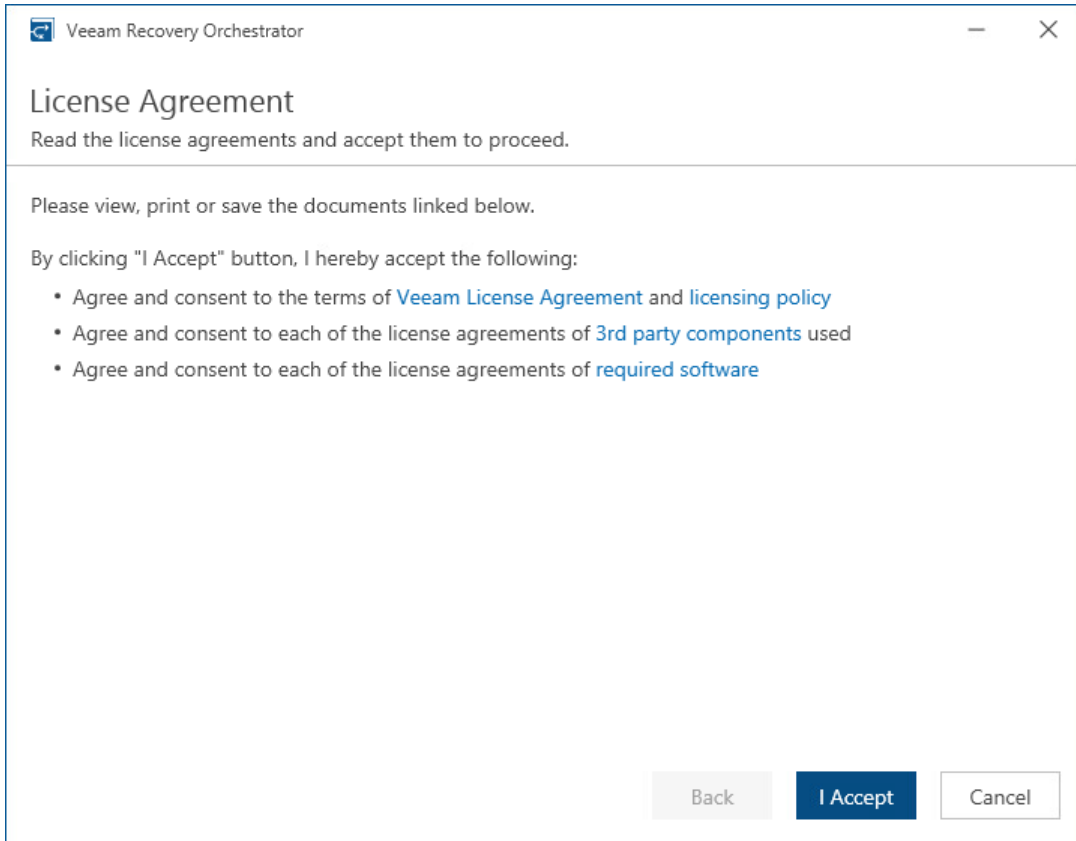 Veeam Recovery Orchestrator
License Agreement
Read the license agreements and accept them to proceed.
Please view, print or save the documents linked below.
By clicking "I Accept" button, I hereby accept the following:
• Agree and consent to the terms of Veeam License Agreement and licensing policy
• Agree and consent to each of the license agreements of 3rd party components used
• Agree and consent to each of the license agreements of required software
Back I Accept Cancel